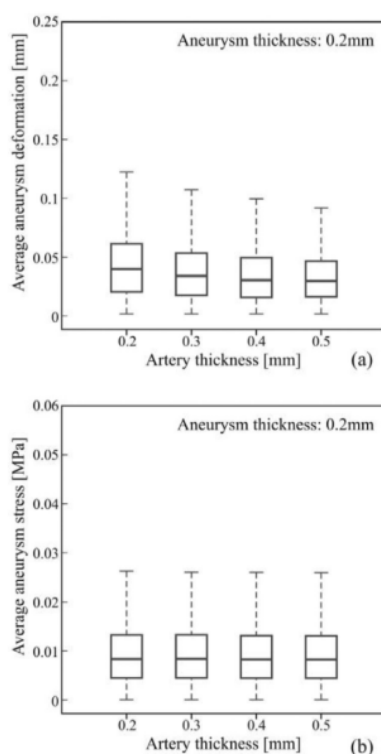 0.25
Aneurysm thickness: 0.2mm
0.2
0.15
0.1
0.05
0
Average aneurysm deformation [mm]
0.2 0.3 0.4 0.5
Artery thickness [mm] (a)
0.06
Aneurysm thickness: 0.2mm
0.05
0.04
0.03
0.02
0.01
0
Average aneurysm stress [MPa]
0.2 0.3 0.4 0.5
Artery thickness [mm] (b)